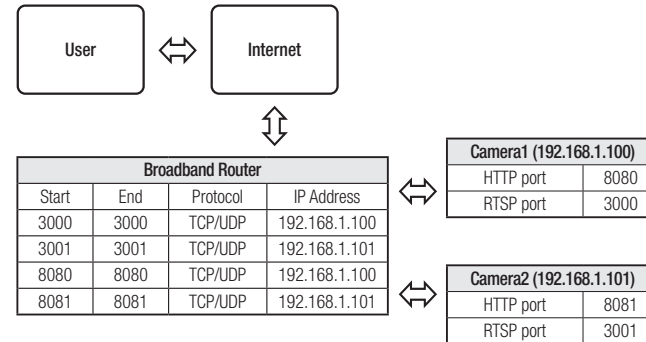 User
Internet
Broadband Router
Start End Protocol IP Address
3000 3000 TCP/UDP 192.168.1.100
3001 3001 TCP/UDP 192.168.1.101
8080 8080 TCP/UDP 192.168.1.100
8081 8081 TCP/UDP 192.168.1.101
Camera1 (192.168.1.100)
HTTP port 8080
RTSP port 3000
Camera2 (192.168.1.101)
HTTP port 8081
RTSP port 3001